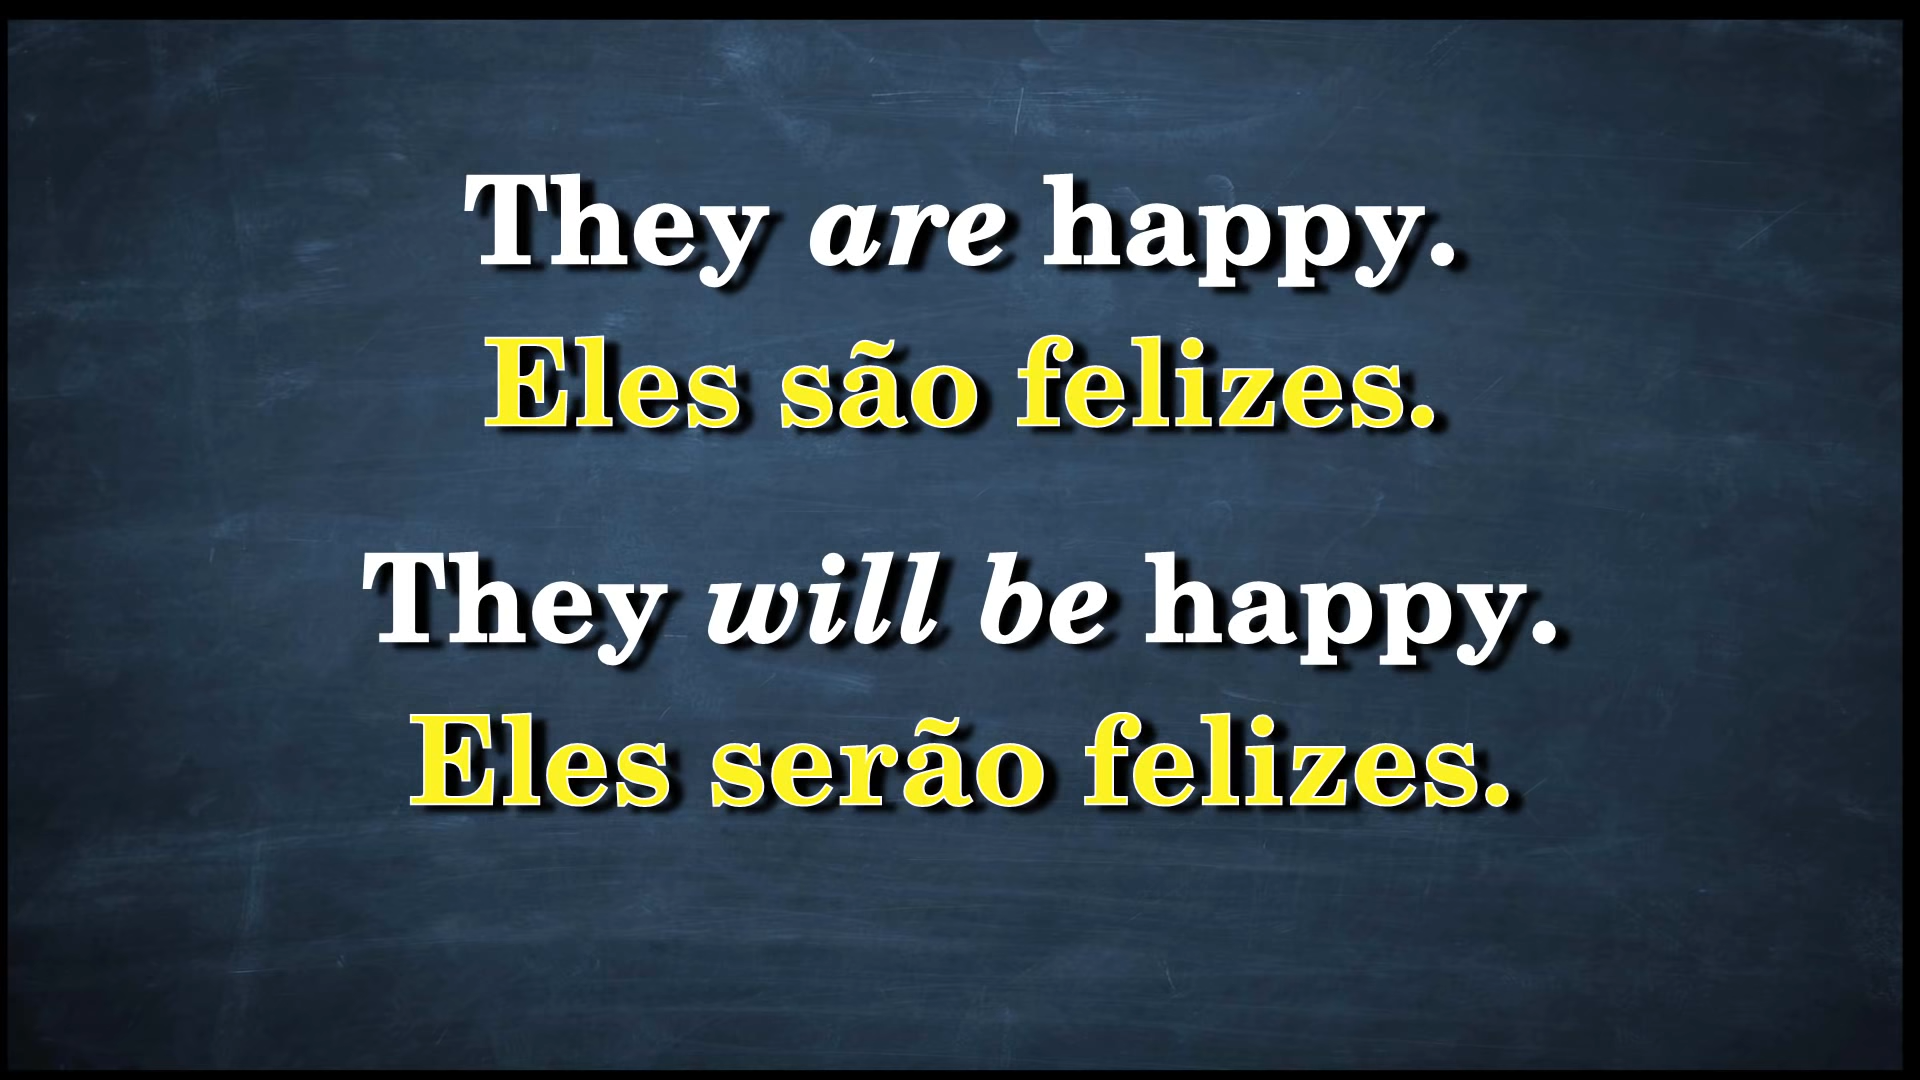 They are happy.
Eles são felizes.
They will be happy.
Eles serão felizes.